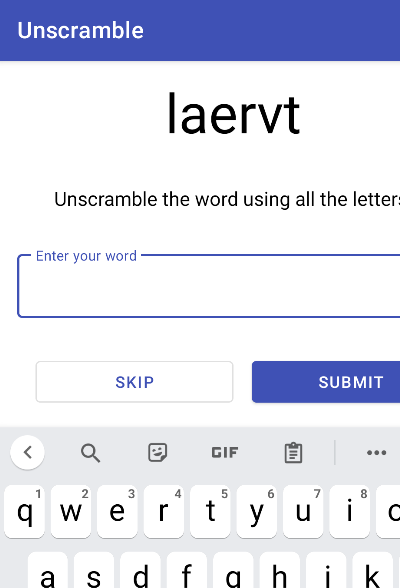 Unscramble
laervt
Unscramble the word using all the letters
Enter your word
SKIP
SUBMIT
GIF
1 2 3 4 5 6 7 8
q w e r t y u i
a s d f g h j k